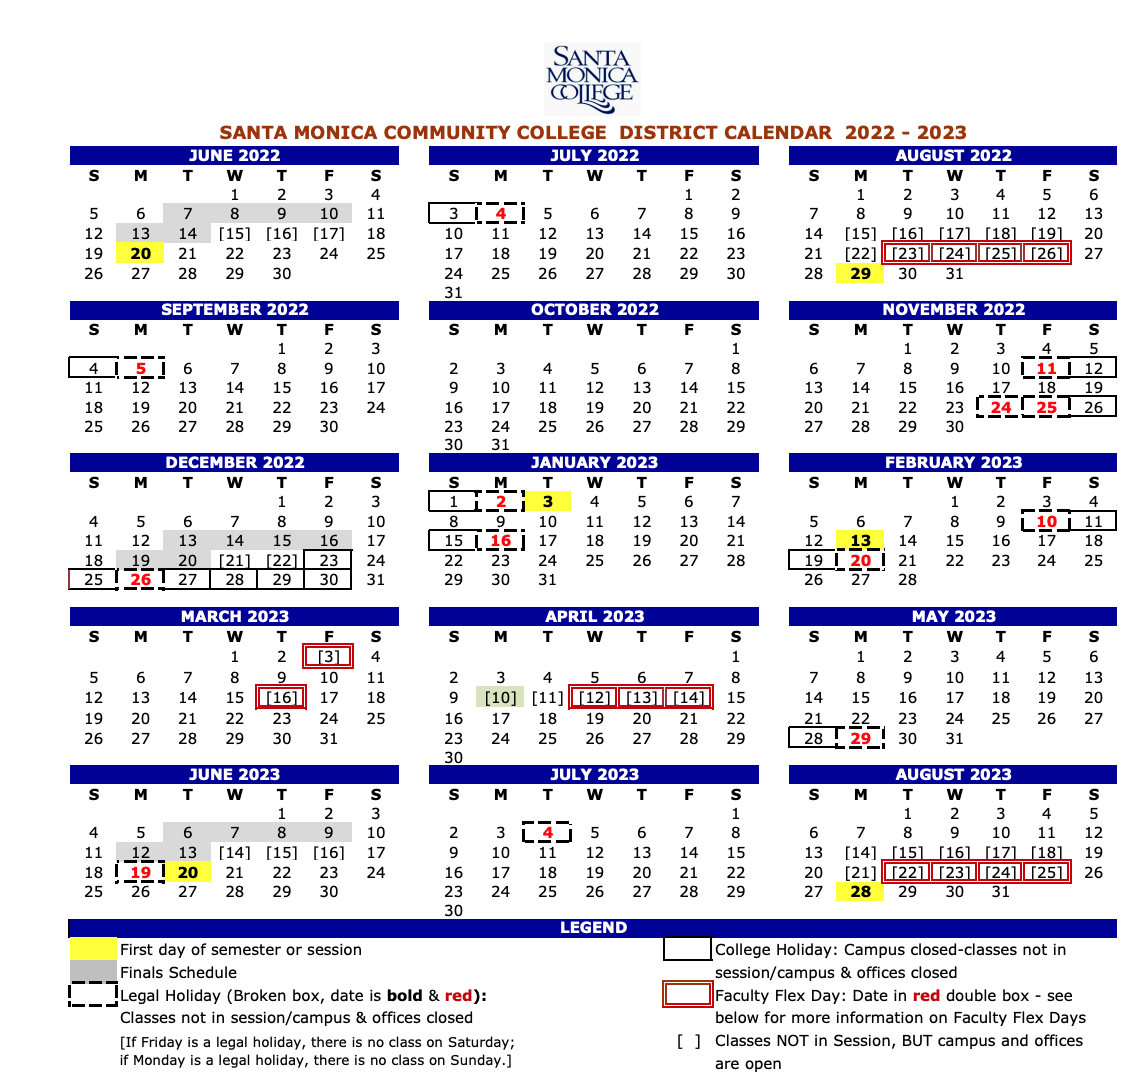 SANTA
MONICA
COLLEGE
SANTA MONICA COMMUNITY COLLEGE DISTRICT CALENDAR 2022 - 2023
JUNE 2022
S M T W T F S
1 2 3 4
5 6 7 8 9 10 11
12 13 14 [15] [16] [17] 18
19 20 21 22 23 24 25
26 27 28 29 30
JULY 2022
S M T W T F S
1 2
3 4 5 6 7 8 9
10 11 12 13 14 15 16
17 18 19 20 21 22 23
24 25 26 27 28 29 30
31
AUGUST 2022
S M T W T F S
1 2 3 4 5 6
7 8 9 10 11 12 13
14 [15] [16] [17] [18] [19] 20
21 [22] [23] [24] [25] [26] 27
28 29 30 31
SEPTEMBER 2022
S M T W T F S
1 2 3
4 5 6 7 8 9 10
11 12 13 14 15 16 17
18 19 20 21 22 23 24
25 26 27 28 29 30
OCTOBER 2022
S M T W T F S
1
2 3 4 5 6 7 8
9 10 11 12 13 14 15
16 17 18 19 20 21 22
23 24 25 26 27 28 29
30 31
NOVEMBER 2022
S M T W T F S
1 2 3 4 5
6 7 8 9 10 11 12
13 14 15 16 17 18 19
20 21 22 23 24 25 26
27 28 29 30
DECEMBER 2022
S M T W T F S
1 2 3
4 5 6 7 8 9 10
11 12 13 14 15 16 17
18 19 20 [21] [22] 23 24
25 26 27 28 29 30 31
JANUARY 2023
S M T W T F S
1 2 3 4 5 6 7
8 9 10 11 12 13 14
15 16 17 18 19 20 21
22 23 24 25 26 27 28
29 30 31
FEBRUARY 2023
S M T W T F S
1 2 3 4
5 6 7 8 9 10 11
12 13 14 15 16 17 18
19 20 21 22 23 24 25
26 27 28
MARCH 2023
S M T W T F S
1 2 [3] 4
5 6 7 8 9 10 11
12 13 14 15 [16] 17 18
19 20 21 22 23 24 25
26 27 28 29 30 31
APRIL 2023
S M T W T F S
1
2 3 4 5 6 7 8
9 [10] [11] [12] [13] [14] 15
16 17 18 19 20 21 22
23 24 25 26 27 28 29
30
MAY 2023
S M T W T F S
1 2 3 4 5 6
7 8 9 10 11 12 13
14 15 16 17 18 19 20
21 22 23 24 25 26 27
28 29 30 31
JUNE 2023
S M T W T F S
1 2 3
4 5 6 7 8 9 10
11 12 13 [14] [15] [16] 17
18 19 20 21 22 23 24
25 26 27 28 29 30
JULY 2023
S M T W T F S
1
2 3 4 5 6 7 8
9 10 11 12 13 14 15
16 17 18 19 20 21 22
23 24 25 26 27 28 29
30
AUGUST 2023
S M T W T F S
1 2 3 4 5
6 7 8 9 10 11 12
13 [14] [15] [16] [17] [18] 19
20 [21] [22] [23] [24] [25] 26
27 28 29 30 31
LEGEND
First day of semester or session
Finals Schedule
Legal Holiday (Broken box, date is bold & red):
Classes not in session/campus & offices closed
[If Friday is a legal holiday, there is no class on Saturday;
if Monday is a legal holiday, there is no class on Sunday.]
College Holiday: Campus closed-classes not in
session/campus & offices closed
Faculty Flex Day: Date in red double box - see
below for more information on Faculty Flex Days
[ ] Classes NOT in Session, BUT campus and offices
are open